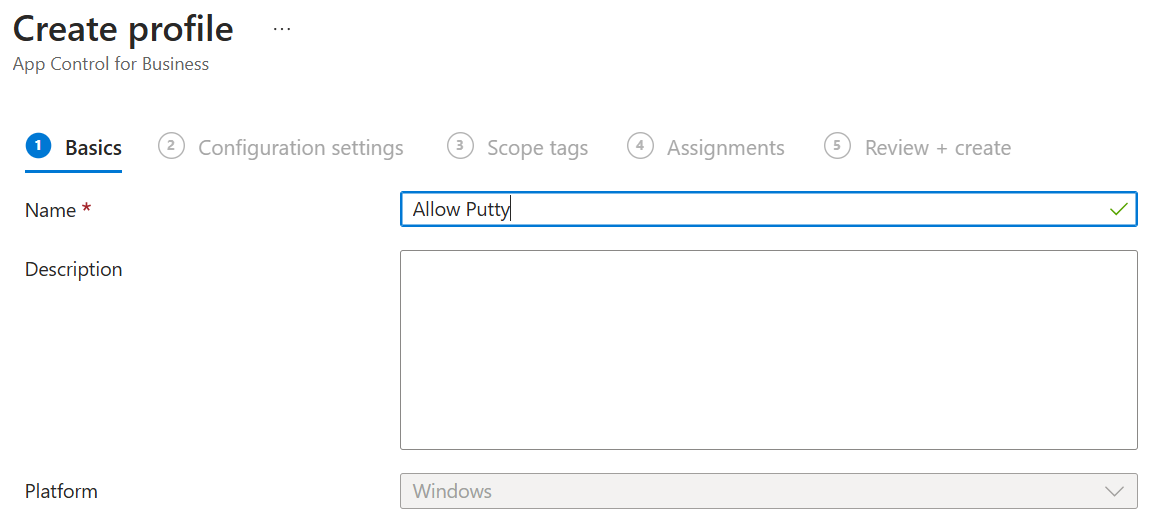 Create profile ...
App Control for Business
1 Basics 2 Configuration settings 3 Scope tags 4 Assignments 5 Review + create
Name * Allow Putty
Description
Platform Windows